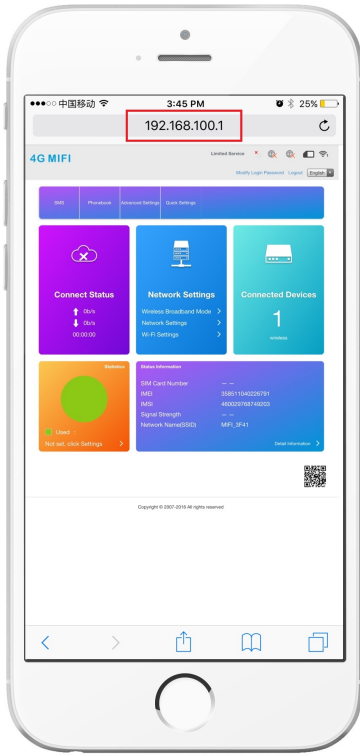 中国移动 3:45 PM 25%
192.168.100.1
4G MIFI
Limited Service
Modify Login Password Logout English
SMS Phonebook Advanced Settings Quick Settings
Connect Status
0b/s
0b/s
00:00:00
Network Settings
Wireless Broadband Mode >
Network Settings >
Wi-Fi Settings >
Connected Devices
1
wireless
Statistics
Used
Not set, click Settings >
Status Information
SIM Card Number -- --
IMEI 358511040226791
IMSI 460029768749203
Signal Strength -- --
Network Name(SSID) MIFI_3F41
Detail Information >
Copyright © 2007-2016 All rights reserved